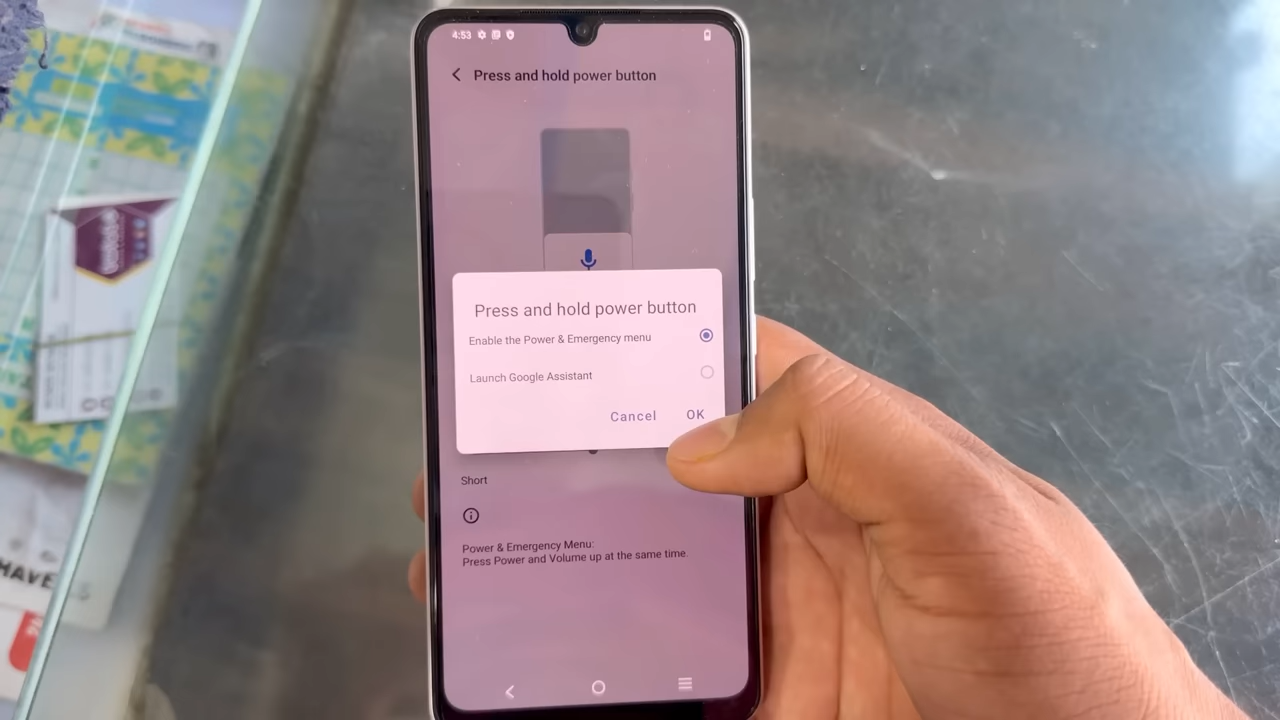 4:53
Press and hold power button
Press and hold power button
Enable the Power & Emergency menu
Launch Google Assistant
Cancel
OK
Short
Power & Emergency Menu:
Press Power and Volume up at the same time.
HAVE